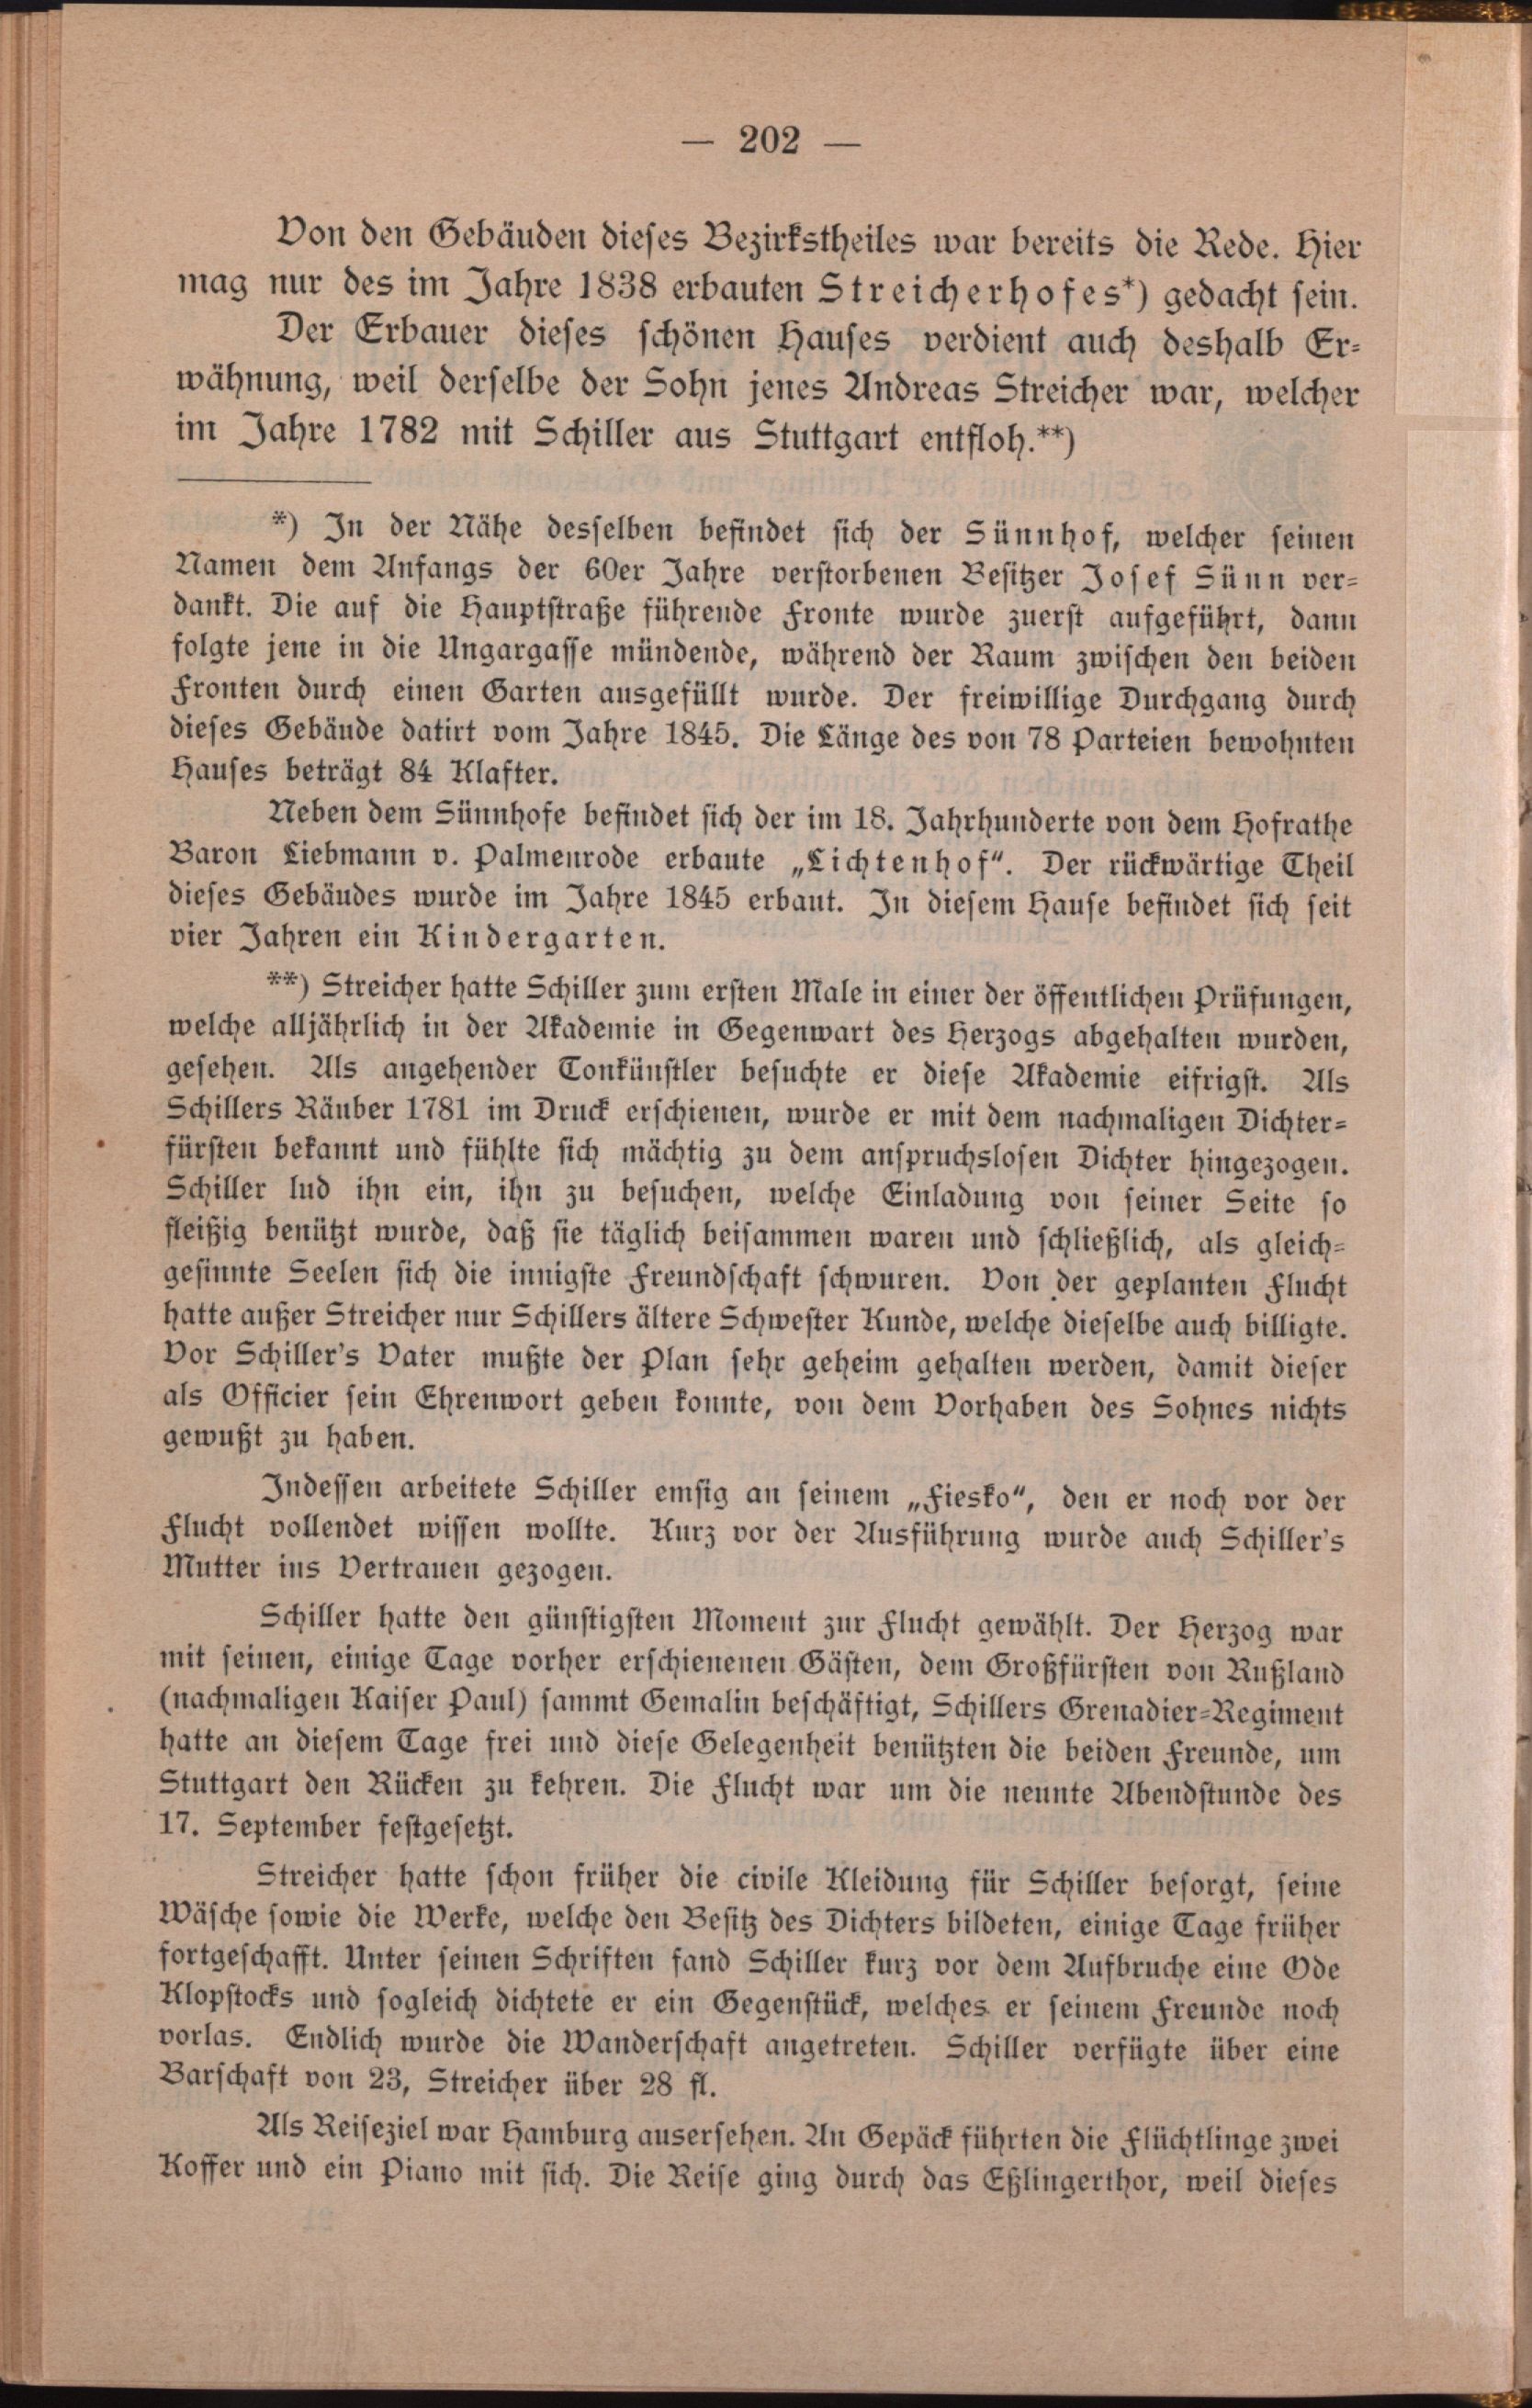 — 202 —
Von den Gebäuden dieses Bezirkstheiles war bereits die Rede. Hier
mag nur des im Jahre 1838 erbauten Streicherhofes*) gedacht sein.
Der Erbauer dieses schönen Hauses verdient auch deshalb Er-
wähnung, weil derselbe der Sohn jenes Andreas Streicher war, welcher
im Jahre 1782 mit Schiller aus Stuttgart entfloh.**)
*) In der Nähe desselben befindet sich der Sünnhof, welcher seinen
Namen dem Anfangs der 60er Jahre verstorbenen Besitzer Josef Sünn ver-
dankt. Die auf die Hauptstraße führende Fronte wurde zuerst aufgeführt, dann
folgte jene in die Ungargasse mündende, während der Raum zwischen den beiden
Fronten durch einen Garten ausgefüllt wurde. Der freiwillige Durchgang durch
dieses Gebäude datirt vom Jahre 1845. Die Länge des von 78 Parteien bewohnten
Hauses beträgt 84 Klafter.
Neben dem Sünnhofe befindet sich der im 18. Jahrhunderte von dem Hofrathe
Baron Liebmann v. Palmenrode erbaute „Lichtenhof“. Der rückwärtige Theil
dieses Gebäudes wurde im Jahre 1845 erbaut. In diesem Hause befindet sich seit
vier Jahren ein Kindergarten.
**) Streicher hatte Schiller zum ersten Male in einer der öffentlichen Prüfungen,
welche alljährlich in der Akademie in Gegenwart des Herzogs abgehalten wurden,
gesehen. Als angehender Tonkünstler besuchte er diese Akademie eifrigst. Als
Schillers Räuber 1781 im Druck erschienen, wurde er mit dem nachmaligen Dichter-
fürsten bekannt und fühlte sich mächtig zu dem anspruchslosen Dichter hingezogen.
Schiller lud ihn ein, ihn zu besuchen, welche Einladung von seiner Seite so
fleißig benützt wurde, daß sie täglich beisammen waren und schließlich, als gleich-
gesinnte Seelen sich die innigste Freundschaft schwuren. Von der geplanten Flucht
hatte außer Streicher nur Schillers ältere Schwester Kunde, welche dieselbe auch billigte.
Vor Schiller's Vater mußte der Plan sehr geheim gehalten werden, damit dieser
als Officier sein Ehrenwort geben konnte, von dem Vorhaben des Sohnes nichts
gewußt zu haben.
Indessen arbeitete Schiller emsig an seinem „Fiesko“, den er noch vor der
Flucht vollendet wissen wollte. Kurz vor der Ausführung wurde auch Schiller's
Mutter ins Vertrauen gezogen.
Schiller hatte den günstigsten Moment zur Flucht gewählt. Der Herzog war
mit seinen, einige Tage vorher erschienenen Gästen, dem Großfürsten von Rußland
(nachmaligen Kaiser Paul) sammt Gemalin beschäftigt, Schillers Grenadier-Regiment
hatte an diesem Tage frei und diese Gelegenheit benützten die beiden Freunde, um
Stuttgart den Rücken zu kehren. Die Flucht war um die neunte Abendstunde des
17. September festgesetzt.
Streicher hatte schon früher die civile Kleidung für Schiller besorgt, seine
Wäsche sowie die Werke, welche den Besitz des Dichters bildeten, einige Tage früher
fortgeschafft. Unter seinen Schriften fand Schiller kurz vor dem Aufbruche eine Ode
Klopstocks und sogleich dichtete er ein Gegenstück, welches er seinem Freunde noch
vorlas. Endlich wurde die Wanderschaft angetreten. Schiller verfügte über eine
Barschaft von 23, Streicher über 28 fl.
Als Reiseziel war Hamburg ausersehen. An Gepäck führten die Flüchtlinge zwei
Koffer und ein Piano mit sich. Die Reise ging durch das Eßlingerthor, weil dieses